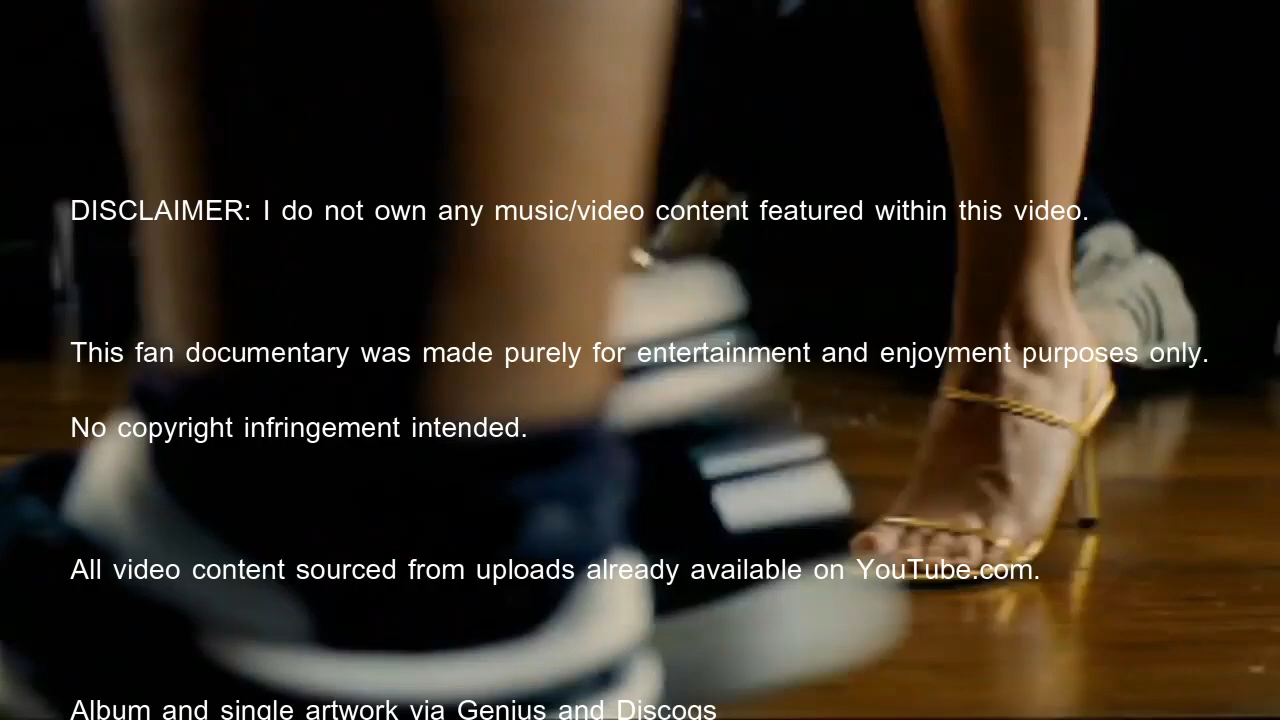 DISCLAIMER: I do not own any music/video content featured within this video.
This fan documentary was made purely for entertainment and enjoyment purposes only.
No copyright infringement intended.
All video content sourced from uploads already available on YouTube.com.
Album and single artwork via Genius and Discogs